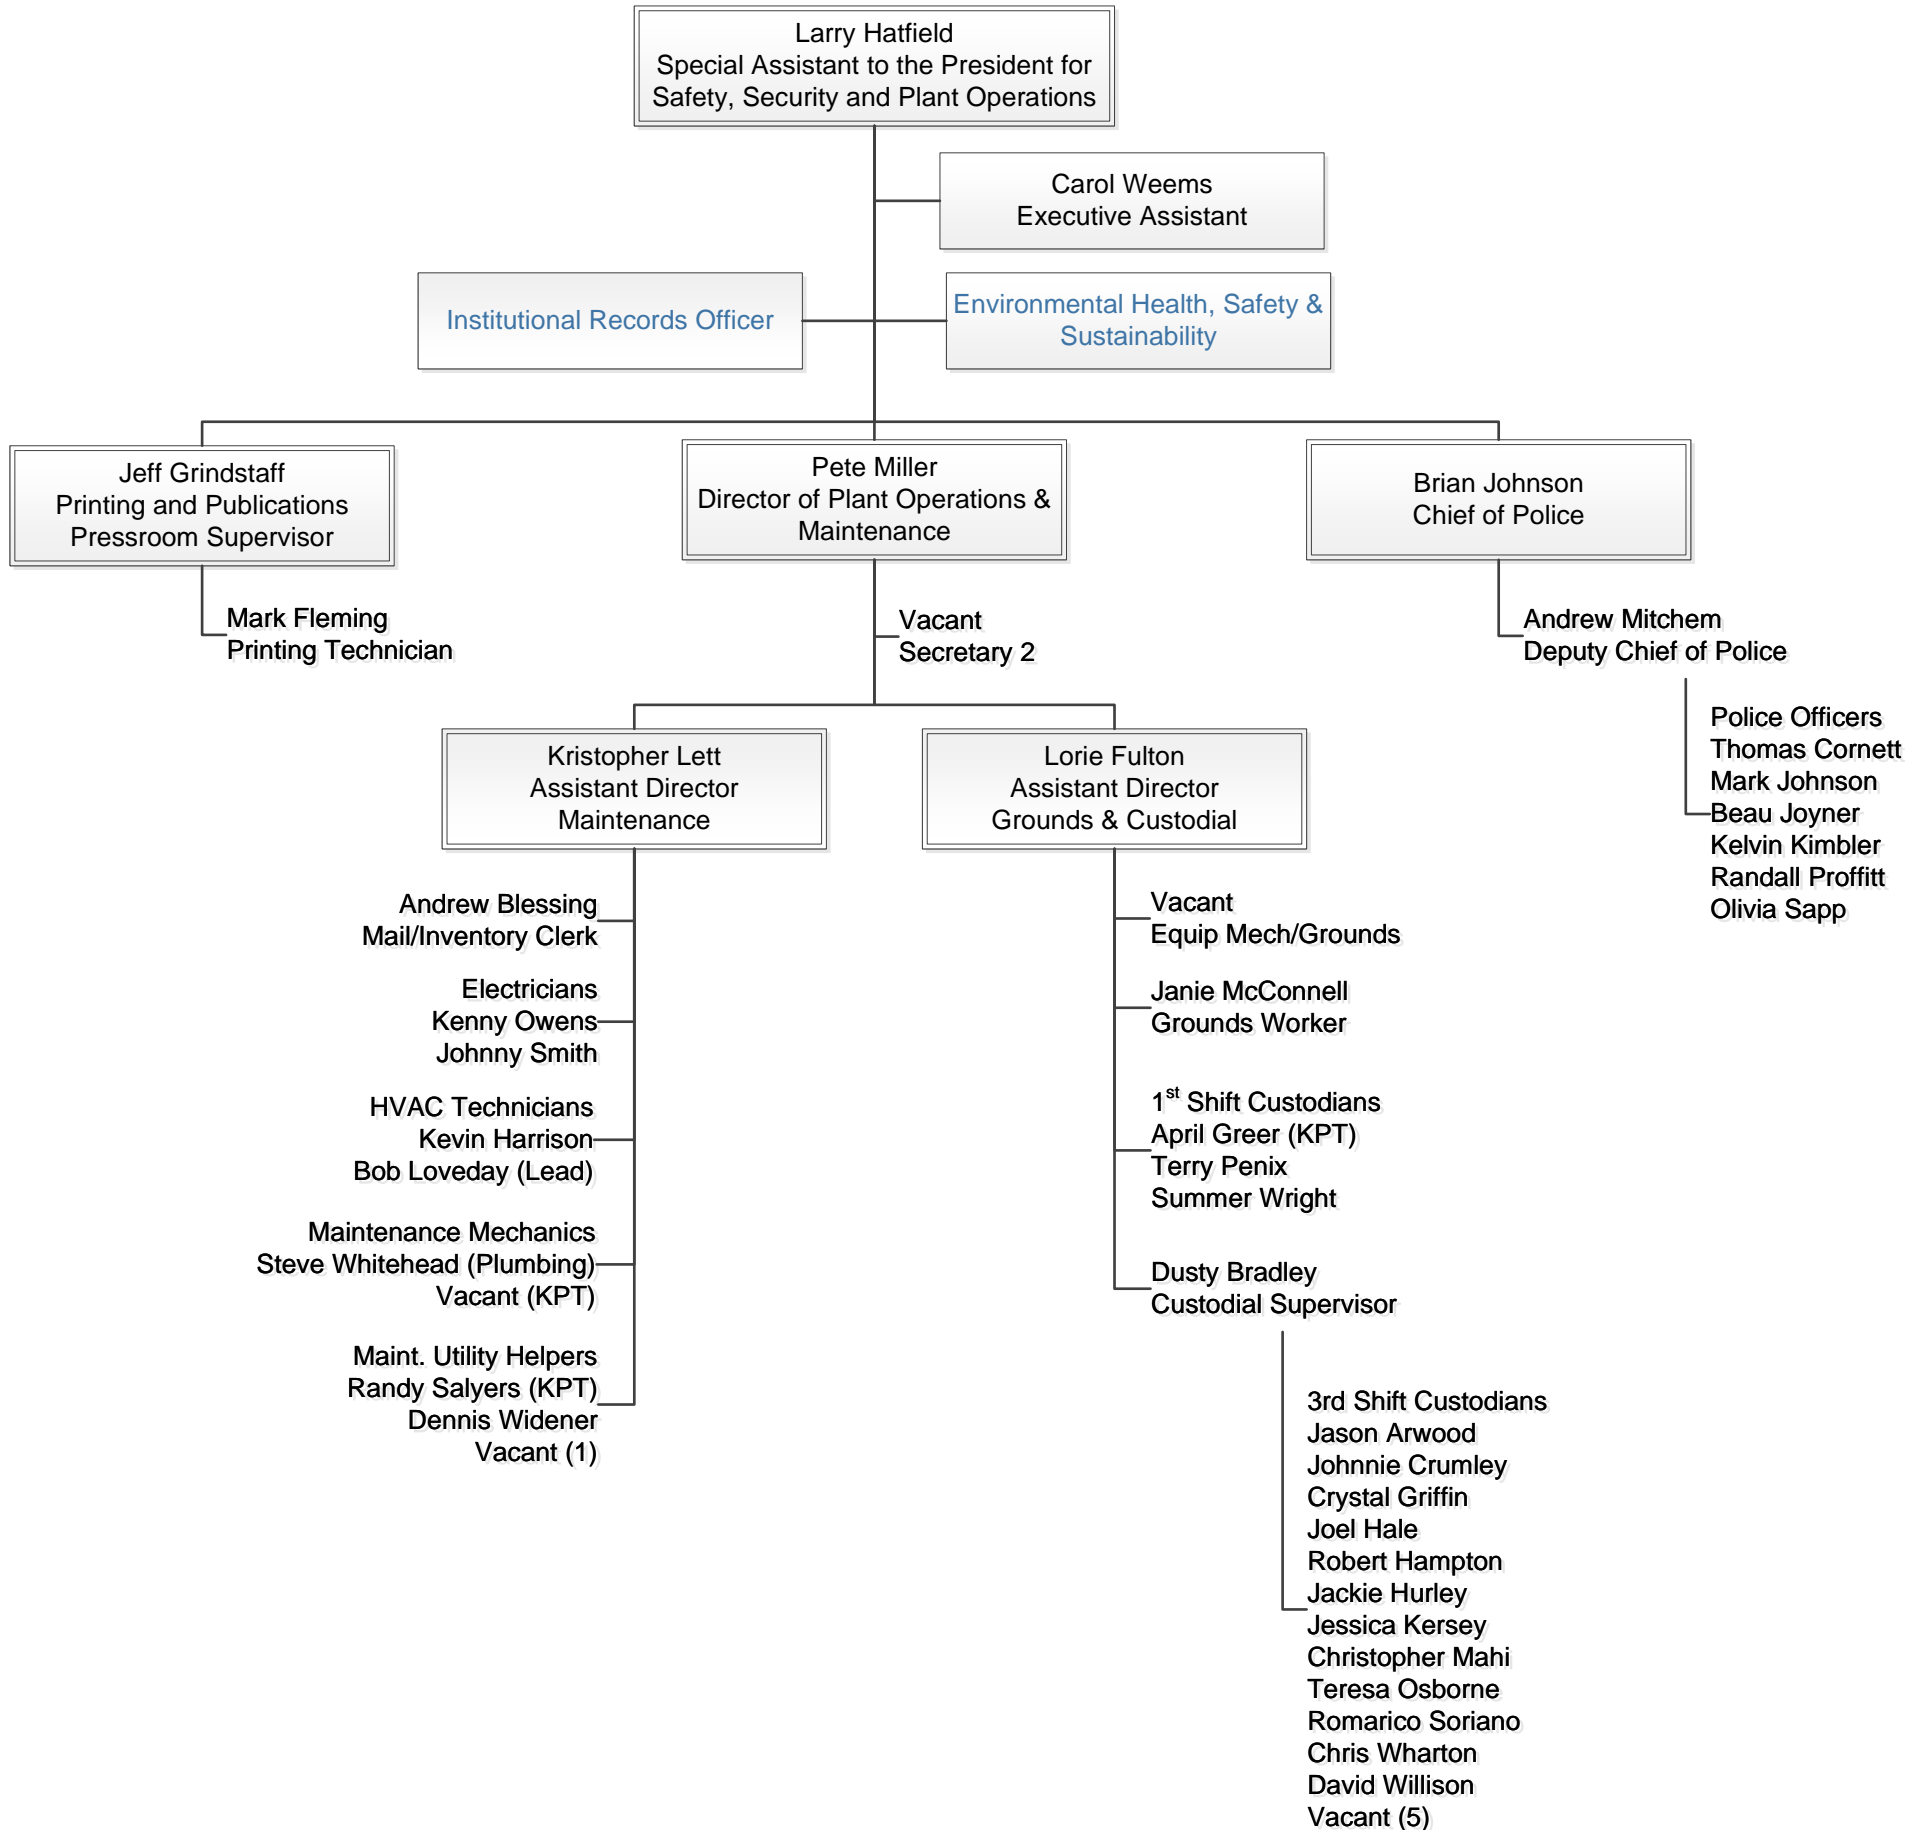 Larry Hatfield
Special Assistant to the President for
Safety, Security and Plant Operations
Carol Weems
Executive Assistant
Institutional Records Officer
Environmental Health, Safety &
Sustainability
Jeff Grindstaff
Printing and Publications
Pressroom Supervisor
Mark Fleming
Printing Technician
Pete Miller
Director of Plant Operations &
Maintenance
Vacant
Secretary 2
Brian Johnson
Chief of Police
Andrew Mitchem
Deputy Chief of Police
Police Officers
Thomas Cornett
Mark Johnson
Beau Joyner
Kelvin Kimbler
Randall Proffitt
Olivia Sapp
Kristopher Lett
Assistant Director
Maintenance
Andrew Blessing
Mail/Inventory Clerk
Electricians
Kenny Owens
Johnny Smith
HVAC Technicians
Kevin Harrison
Bob Loveday (Lead)
Maintenance Mechanics
Steve Whitehead (Plumbing)
Vacant (KPT)
Maint. Utility Helpers
Randy Salyers (KPT)
Dennis Widener
Vacant (1)
Lorie Fulton
Assistant Director
Grounds & Custodial
Vacant
Equip Mech/Grounds
Janie McConnell
Grounds Worker
1st Shift Custodians
April Greer (KPT)
Terry Penix
Summer Wright
Dusty Bradley
Custodial Supervisor
3rd Shift Custodians
Jason Arwood
Johnnie Crumley
Crystal Griffin
Joel Hale
Robert Hampton
Jackie Hurley
Jessica Kersey
Christopher Mahi
Teresa Osborne
Romarico Soriano
Chris Wharton
David Willison
Vacant (5)